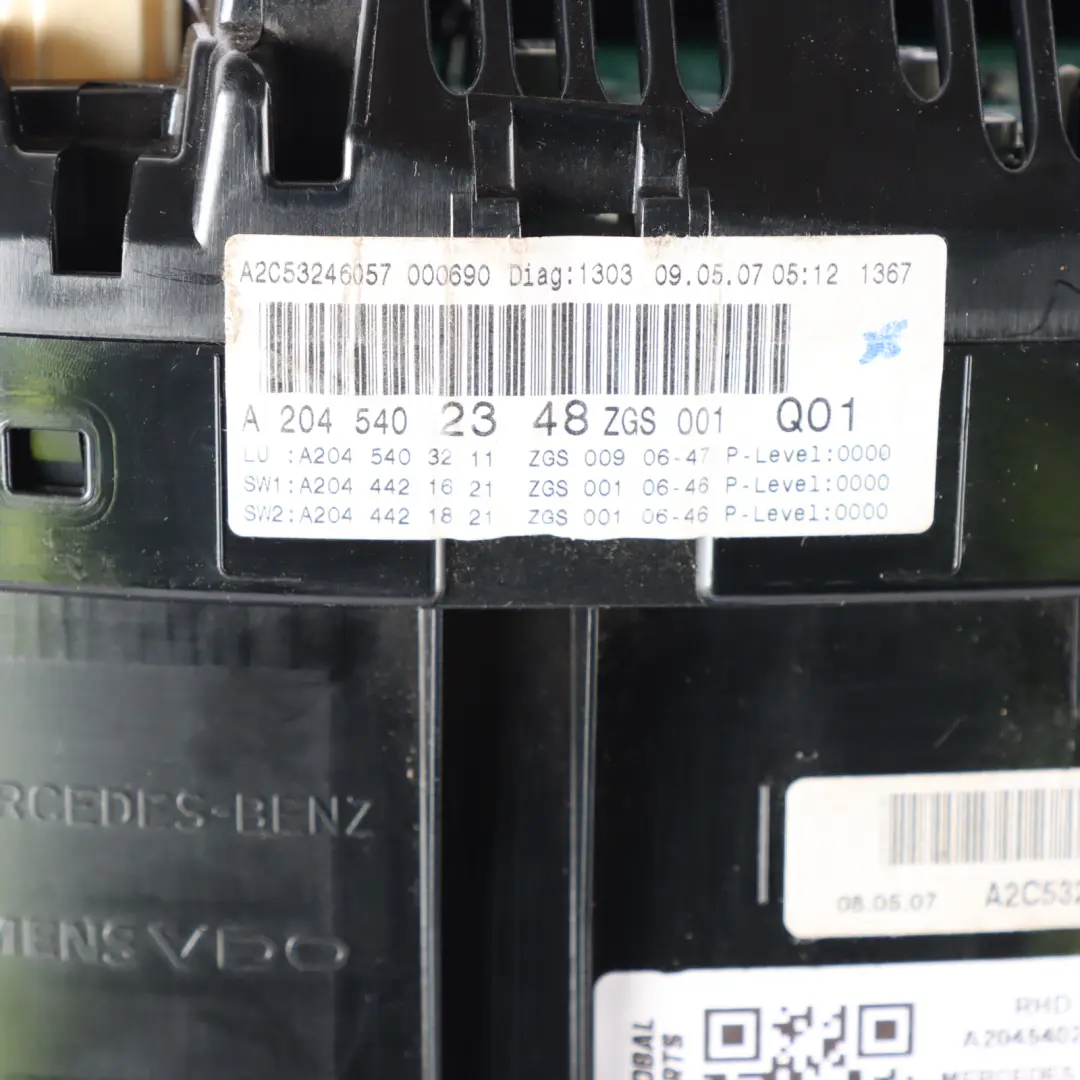 A2C53246057 000690 Diag:1303 09.05.07 05:12 1367
A 204 540 23 48 ZGS 001 Q01
LU :A204 540 32 11 ZGS 009 06-47 P-Level:0000
SW1:A204 442 16 21 ZGS 001 06-46 P-Level:0000
SW2:A204 442 18 21 ZGS 001 06-46 P-Level:0000
RCEDES-BENZ
MENS VDO
08.05.07 A2C532
RHD
A2045402
MERCEDES